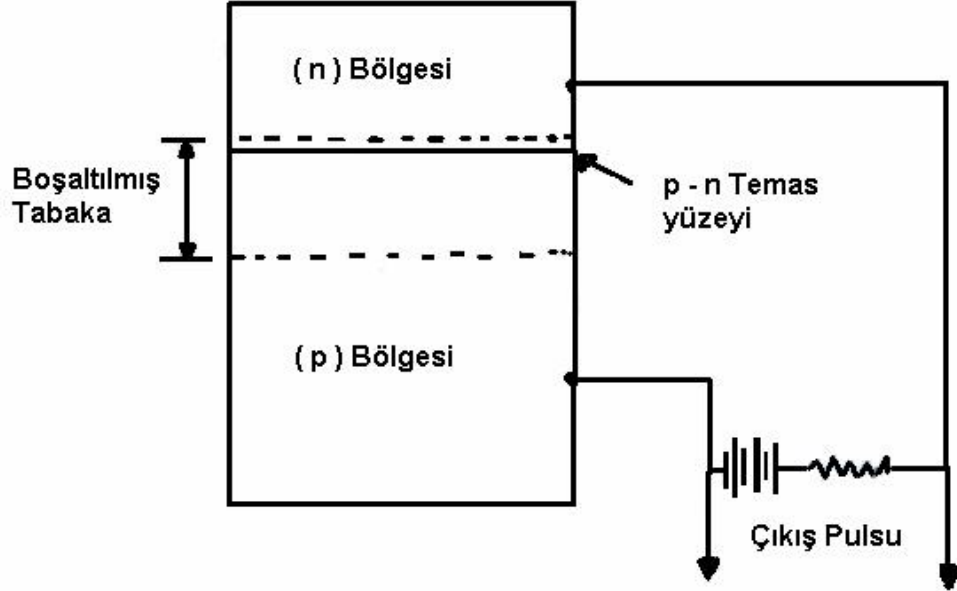 ( n ) Bölgesi
Boşaltılmış
Tabaka
p - n Temas
yüzeyi
( p ) Bölgesi
Çıkış Pulsu